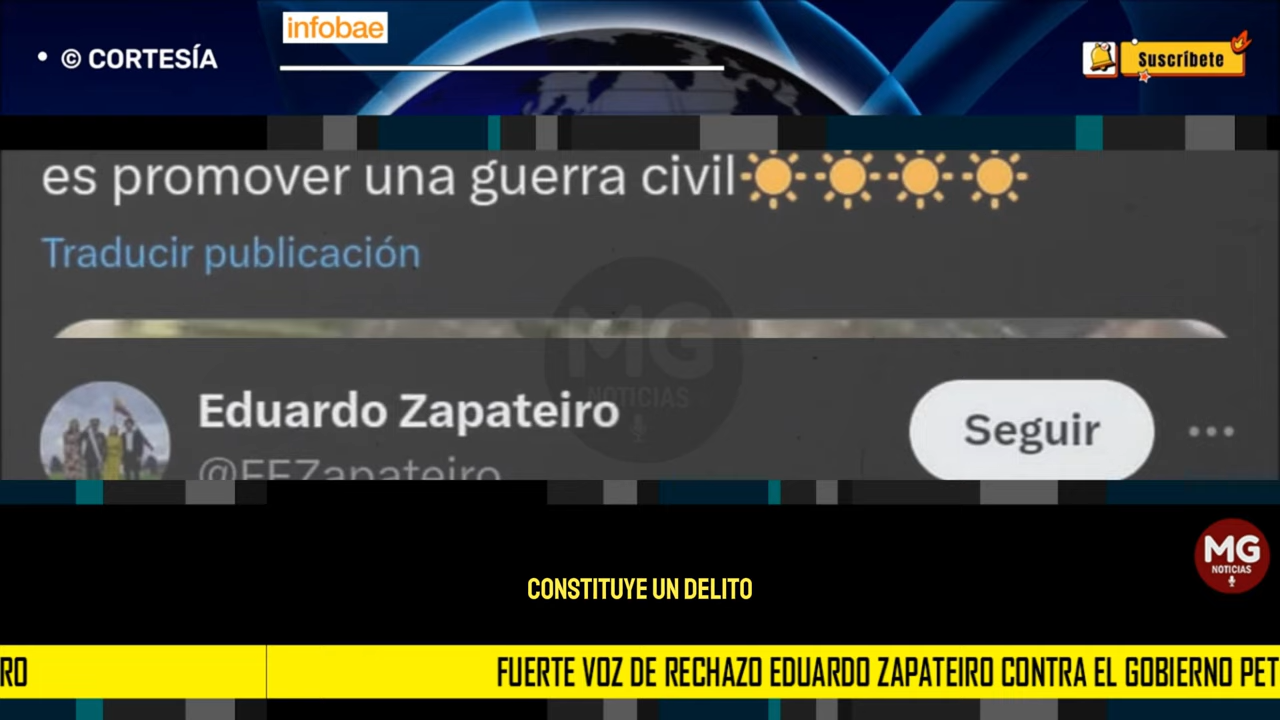 infobae
• © CORTESÍA
Suscríbete
es promover una guerra civil
Traducir publicación
MG
NOTICIAS
Eduardo Zapateiro
@EEZapateiro
Seguir
MG
NOTICIAS
CONSTITUYE UN DELITO
RO
FUERTE VOZ DE RECHAZO EDUARDO ZAPATEIRO CONTRA EL GOBIERNO PET